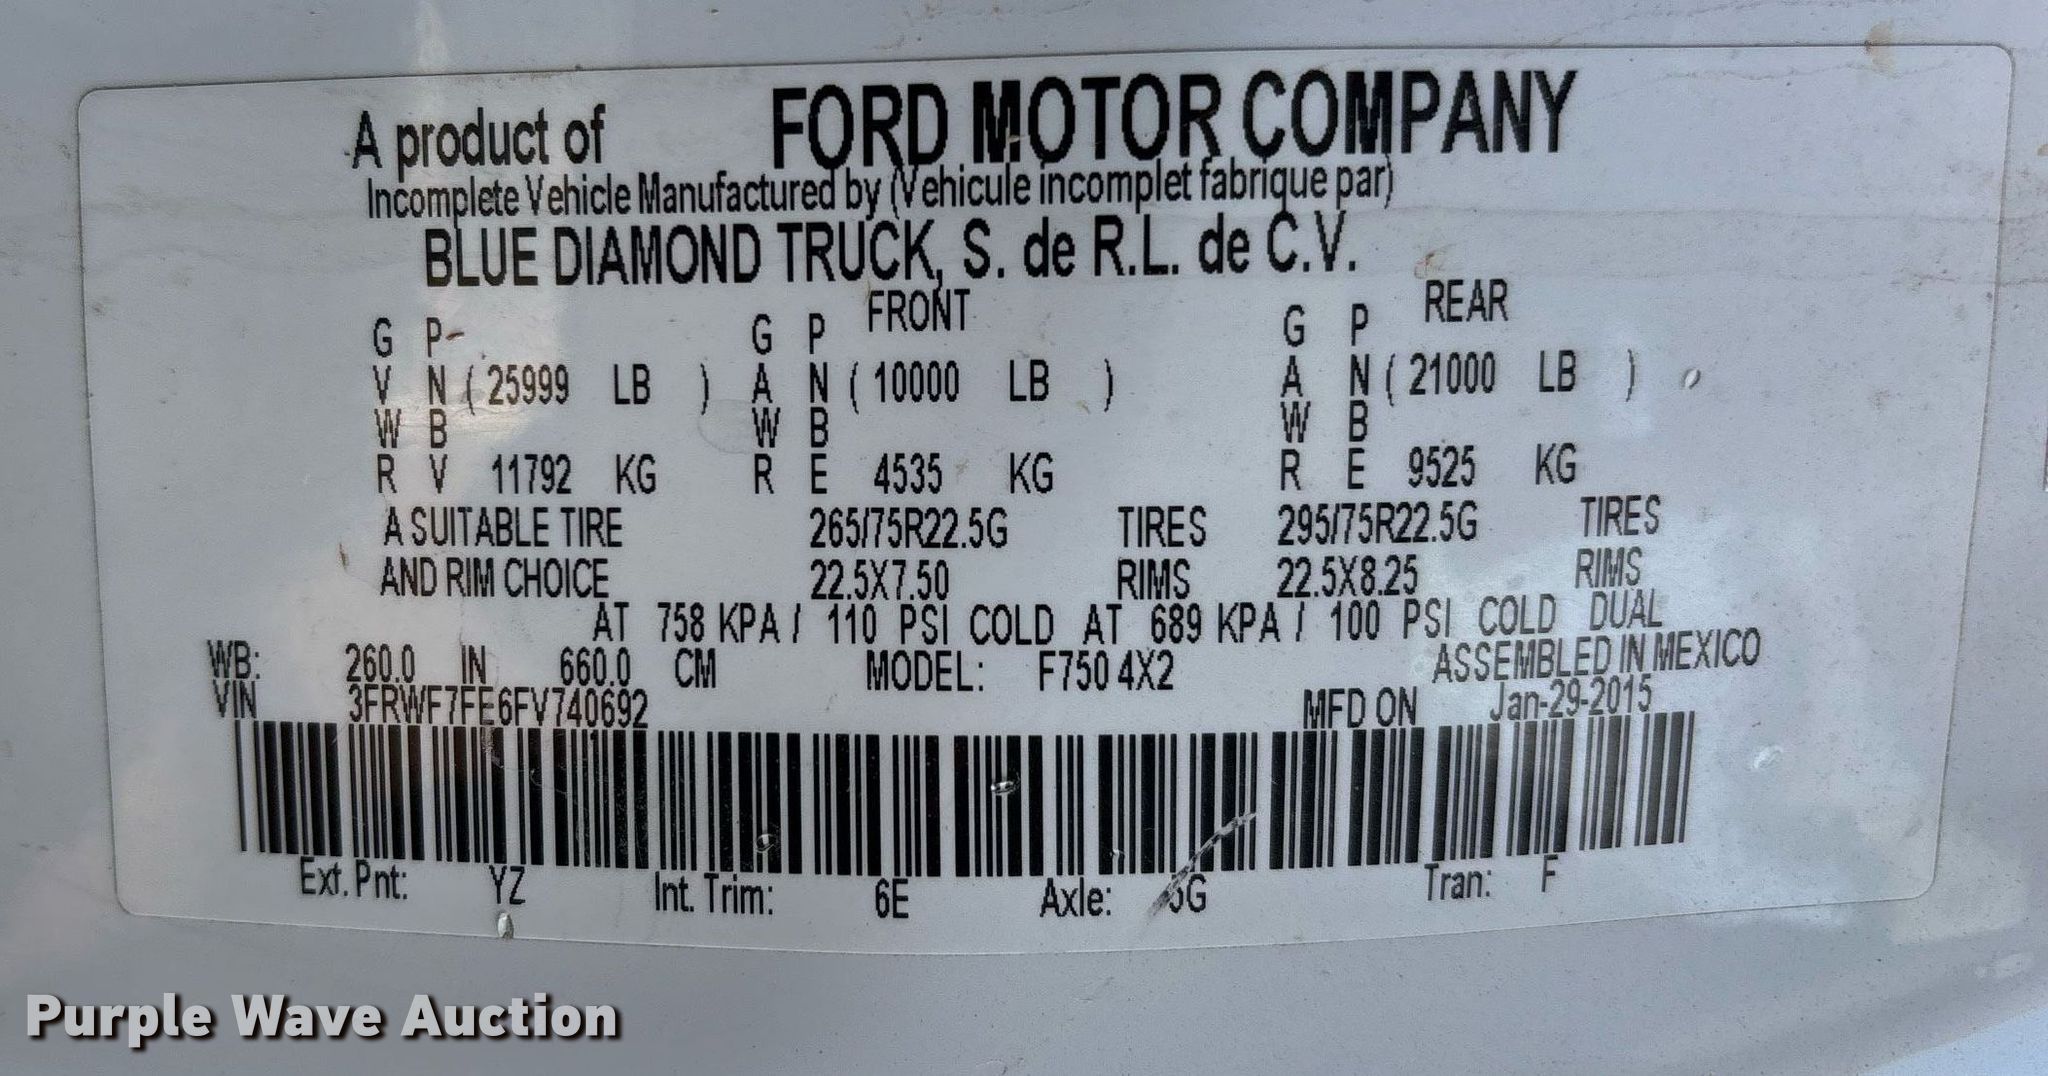 A product of FORD MOTOR COMPANY
Incomplete Vehicle Manufactured by (Vehicule incomplet fabrique par)
BLUE DIAMOND TRUCK, S. de R.L. de C.V.
FRONT REAR
G P G P G P
V N ( 25999 LB ) A N ( 10000 LB ) A N ( 21000 LB )
W B W B W B
R V 11792 KG R E 4535 KG R E 9525 KG
A SUITABLE TIRE 265/75R22.5G TIRES 295/75R22.5G TIRES
AND RIM CHOICE 22.5X7.50 RIMS 22.5X8.25 RIMS
AT 758 KPA / 110 PSI COLD AT 689 KPA / 100 PSI COLD DUAL
WB: 260.0 IN 660.0 CM MODEL: F750 4X2 ASSEMBLED IN MEXICO
VIN 3FRWF7FE6FV740692 MFD ON Jan-29-2015
Ext. Pnt: YZ Int. Trim: 6E Axle: Tran: F
Purple Wave Auction